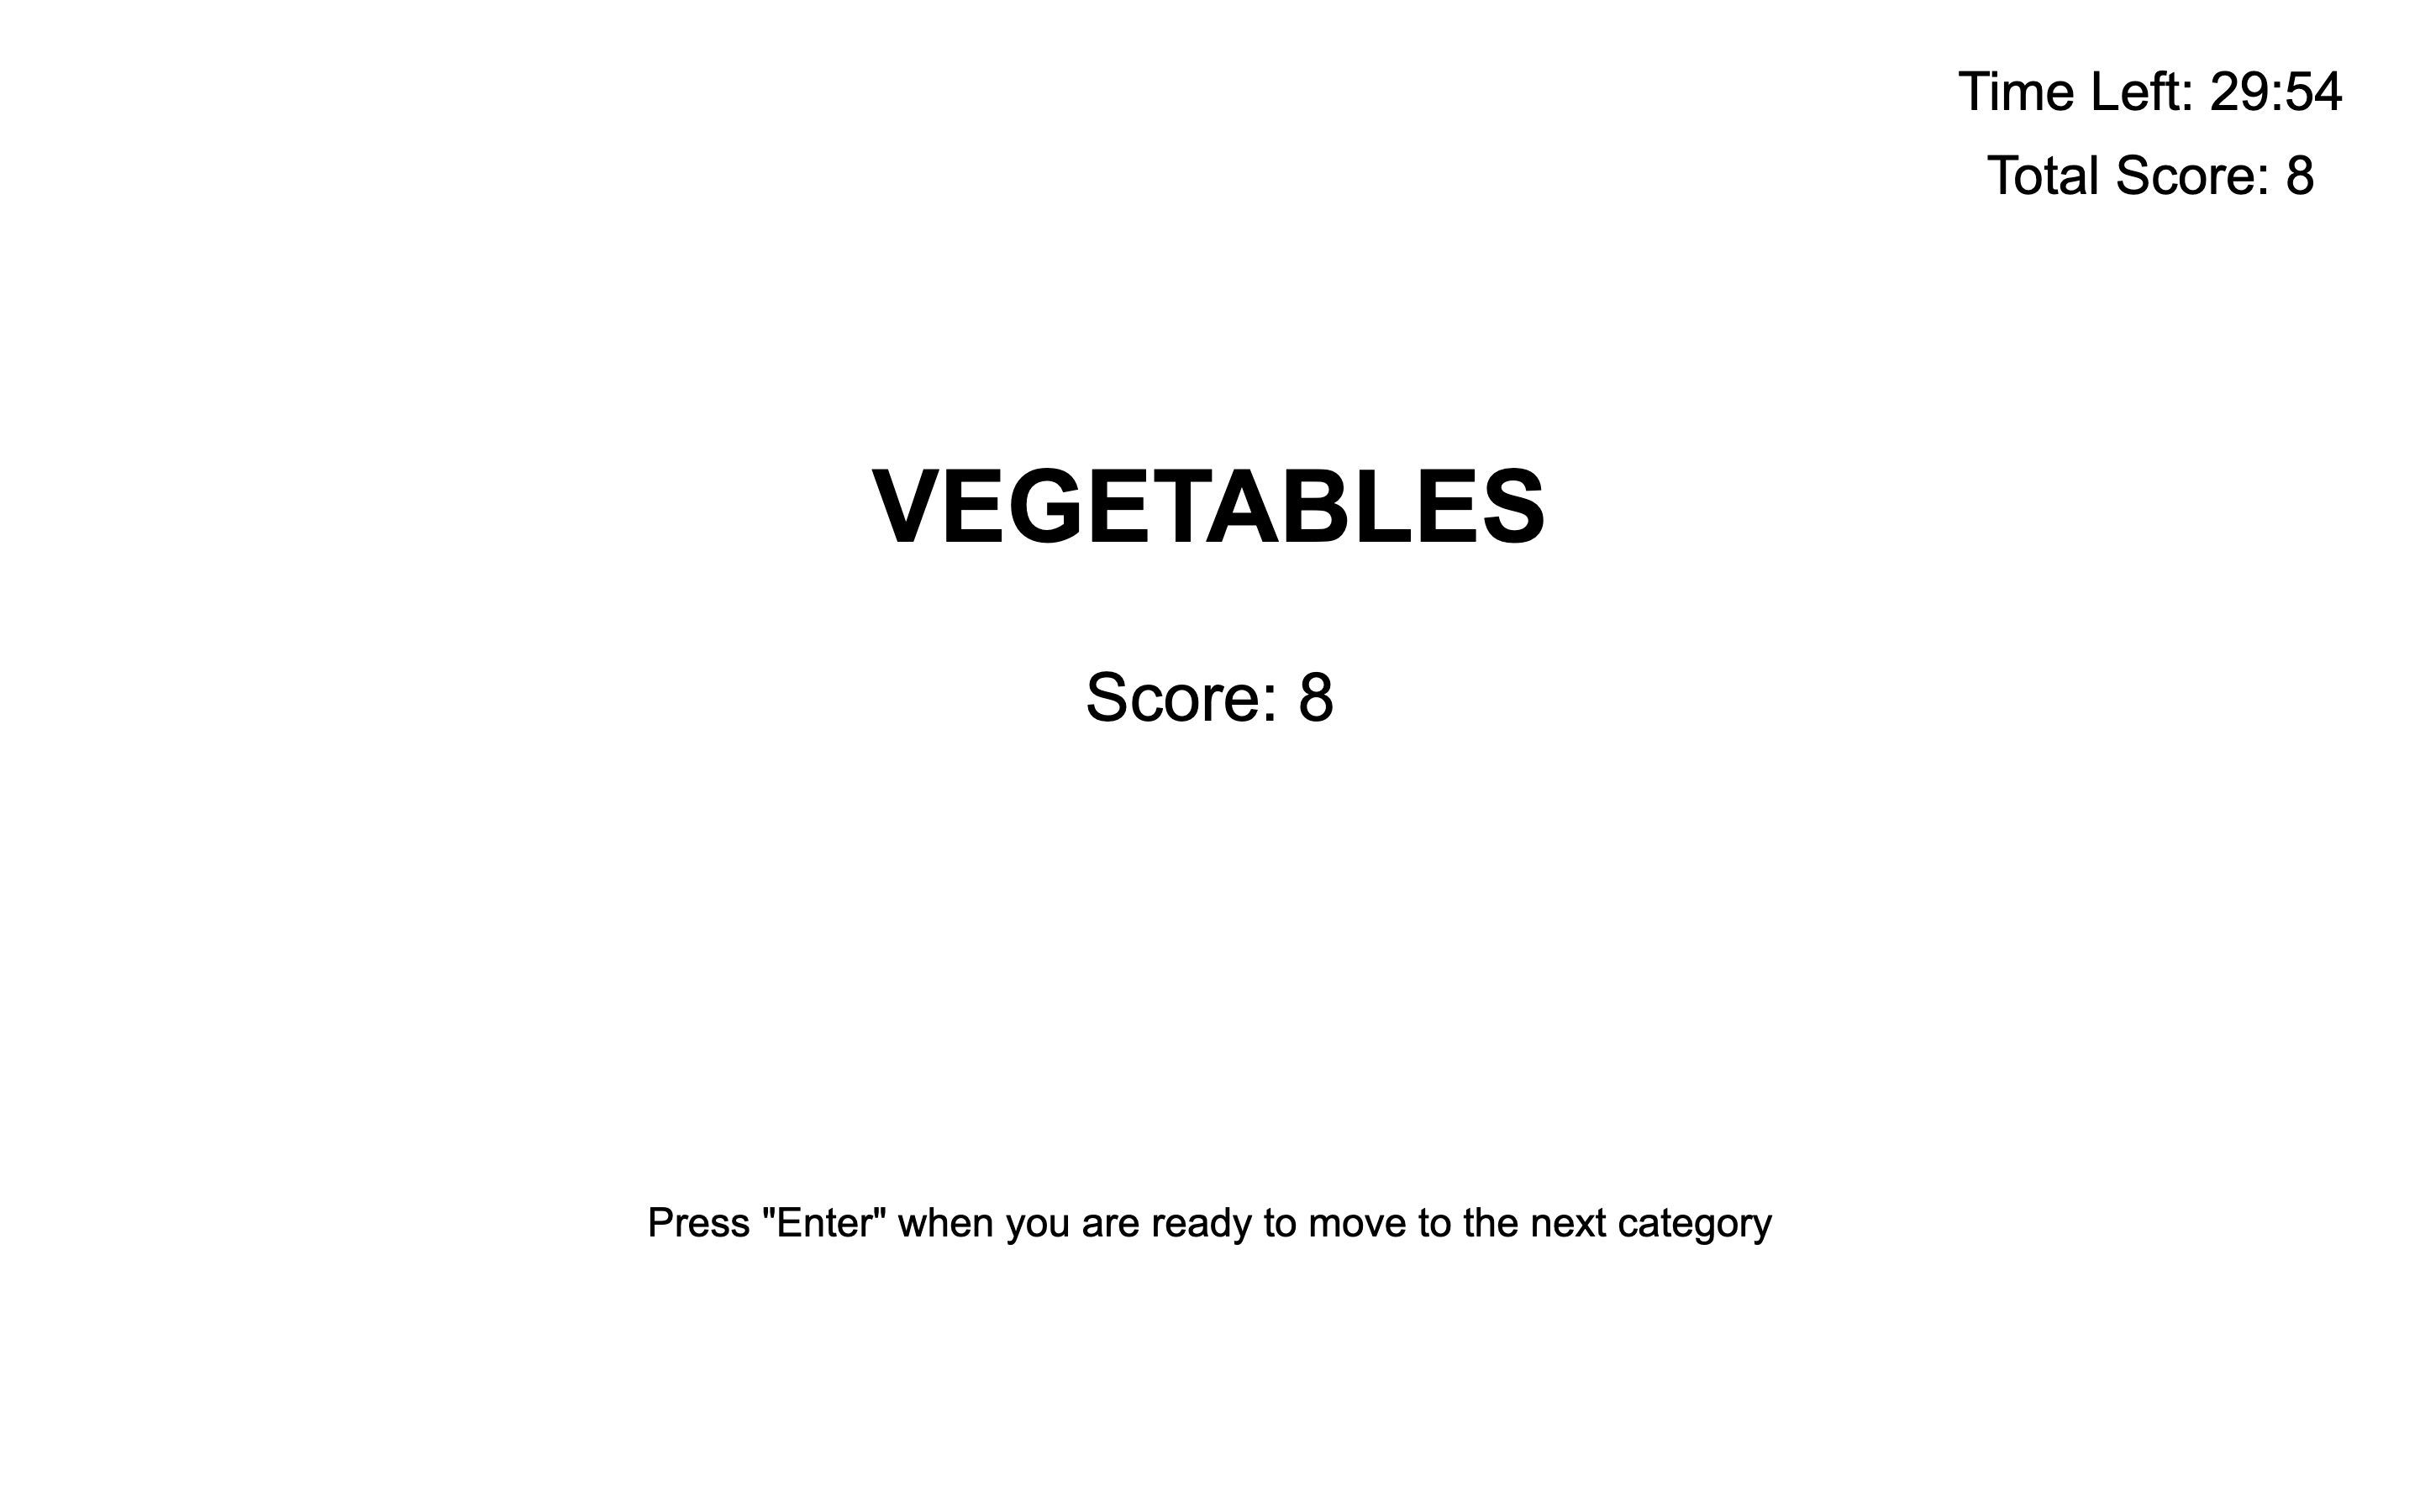 Time Left: 29:54
Total Score: 8
VEGETABLES
Score: 8
Press "Enter" when you are ready to move to the next category